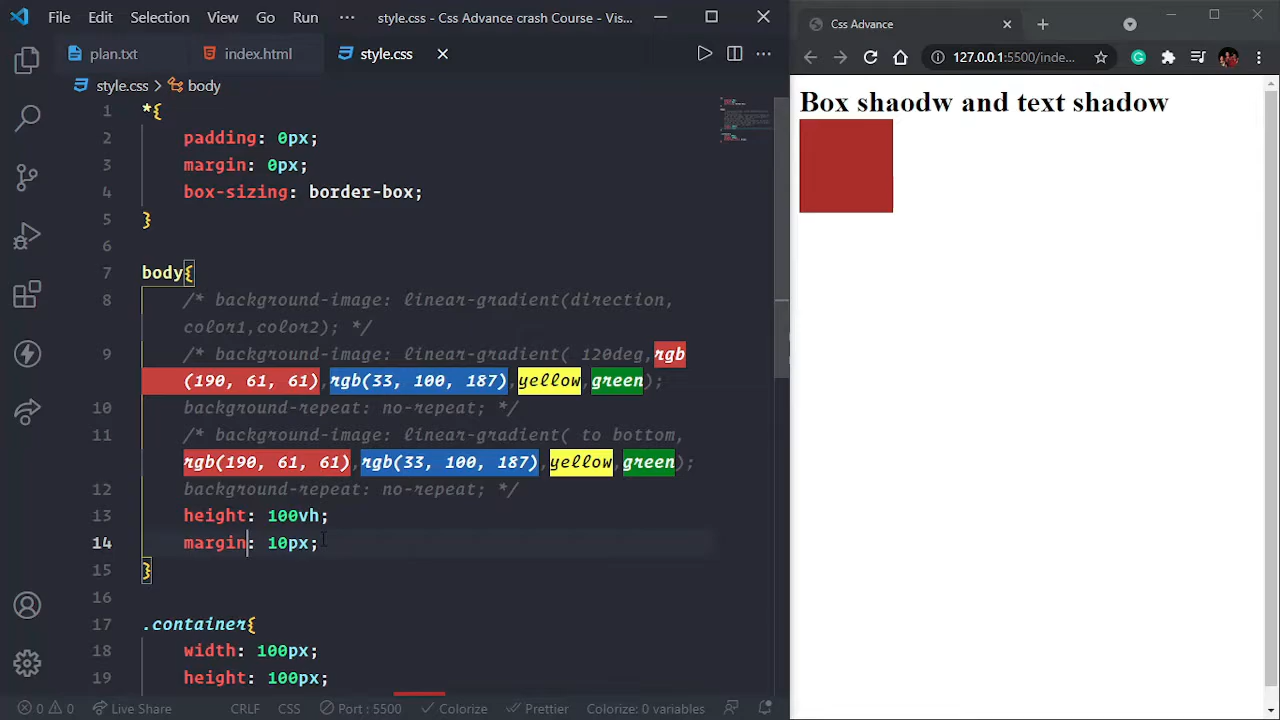 File Edit Selection View Go Run ··· style.css - Css Advance crash Course - Vis...
plan.txt index.html style.css
style.css > body
1 *{
2 padding: 0px;
3 margin: 0px;
4 box-sizing: border-box;
5 }
6
7 body{
8 /* background-image: linear-gradient(direction,
color1,color2); */
9 /* background-image: linear-gradient( 120deg,rgb
(190, 61, 61),rgb(33, 100, 187),yellow,green);
10 background-repeat: no-repeat; */
11 /* background-image: linear-gradient( to bottom,
rgb(190, 61, 61),rgb(33, 100, 187),yellow,green);
12 background-repeat: no-repeat; */
13 height: 100vh;
14 margin: 10px;
15 }
16
17 .container{
18 width: 100px;
19 height: 100px;
0 0 Live Share CRLF CSS Port : 5500 Colorize Prettier Colorize: 0 variables
Css Advance
127.0.0.1:5500/inde...
Box shaodw and text shadow